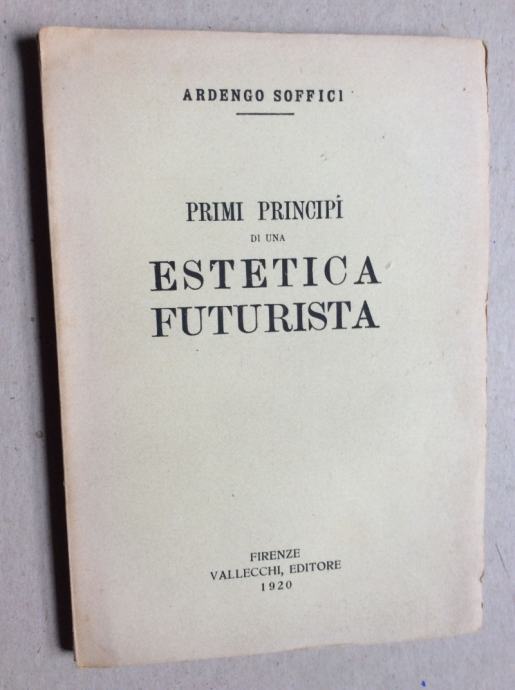 ARDENGO SOFFICI
PRIMI PRINCIPÎ
DI UNA
ESTETICA
FUTURISTA
FIRENZE
VALLECCHI, EDITORE
1920